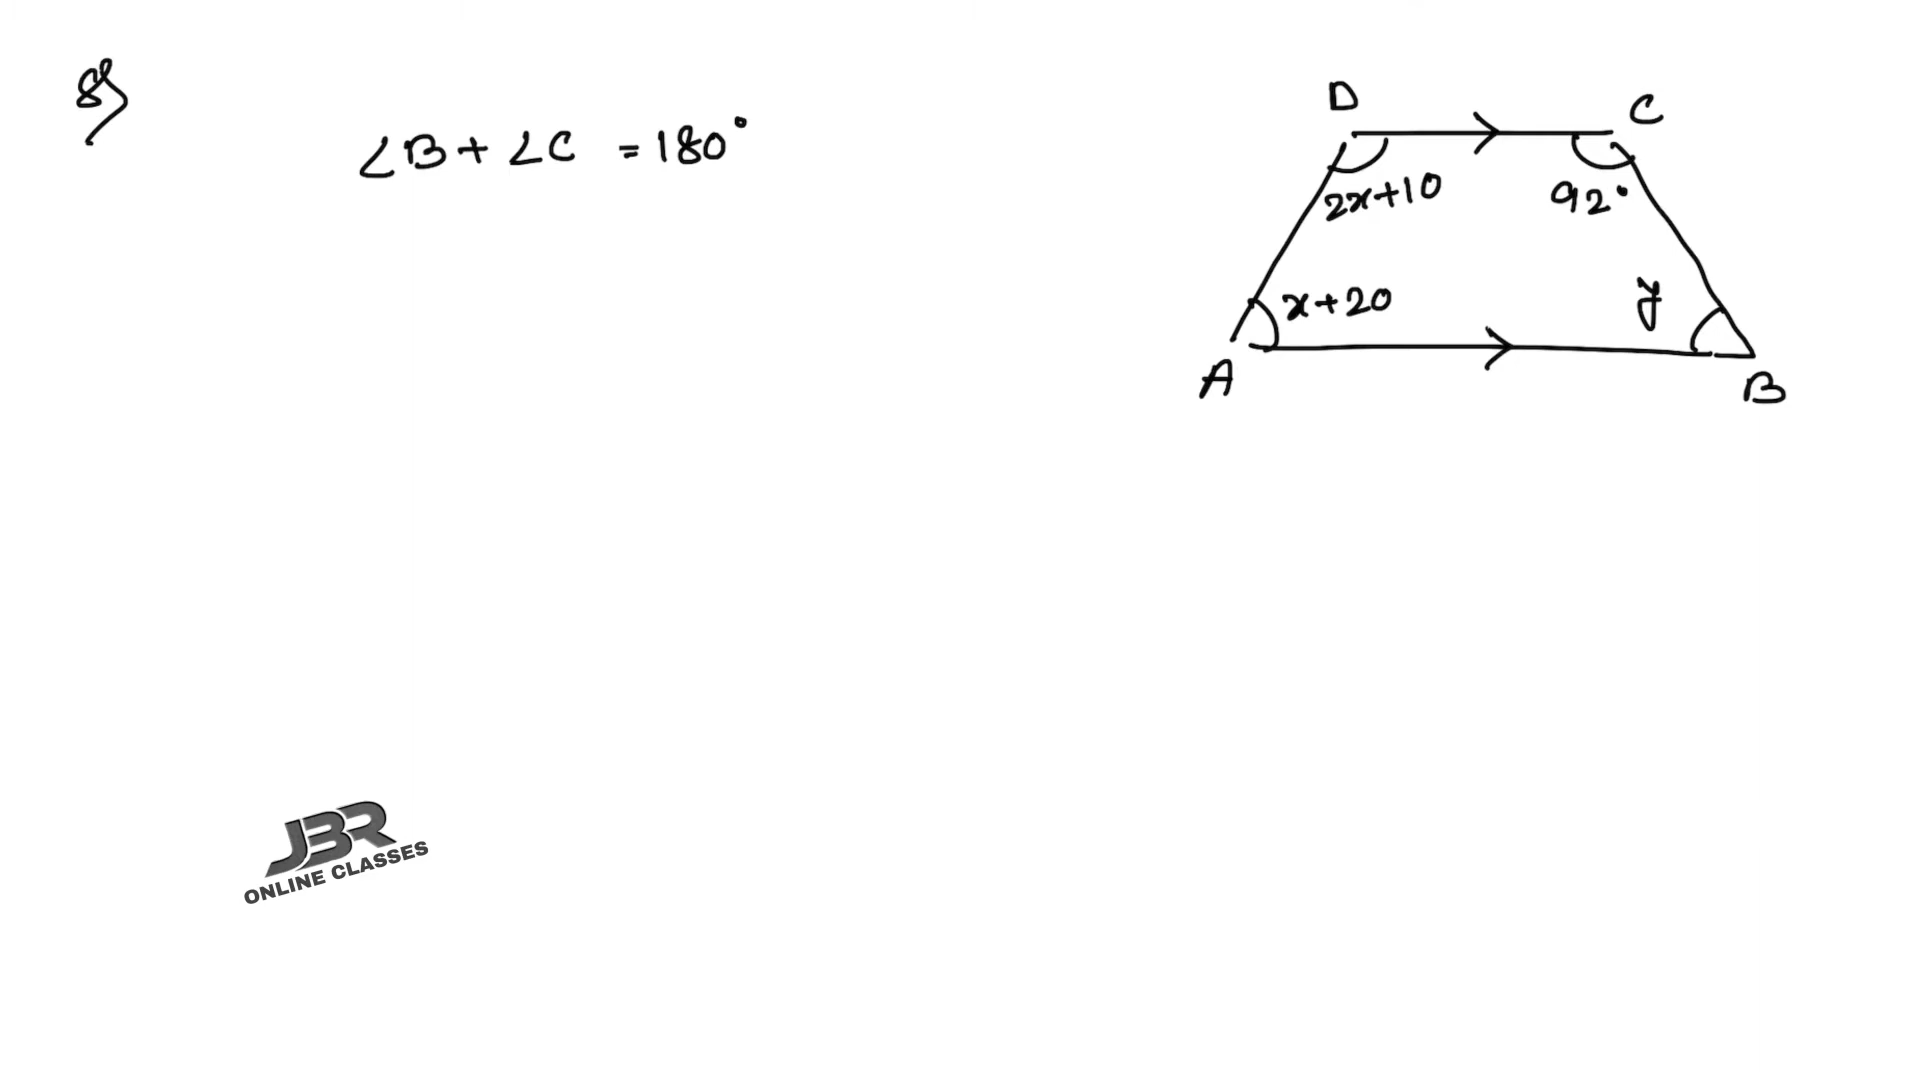 8)
∠B + ∠C = 180°
D
C
2x+10
92°
x+20
y
A
B
JBR
ONLINE CLASSES